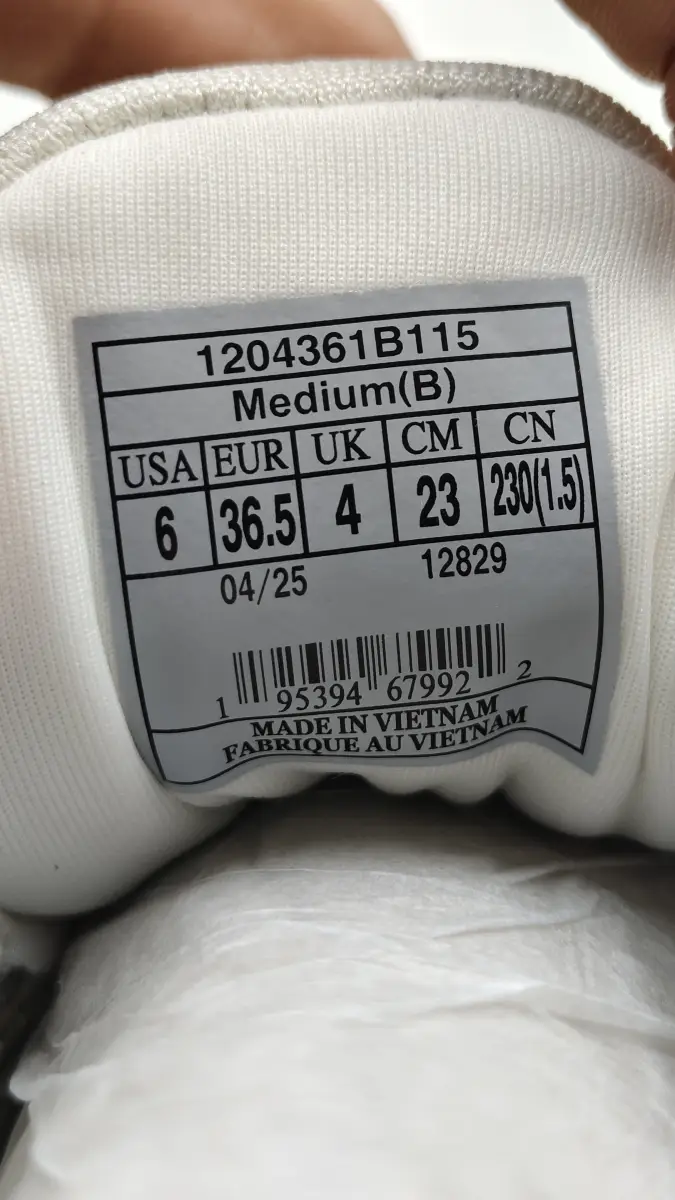 1204361B115
Medium(B)
USA EUR UK CM CN
6 36.5 4 23 230(1.5)
04/25 12829
1 95394 67992 2
MADE IN VIETNAM
FABRIQUE AU VIETNAM